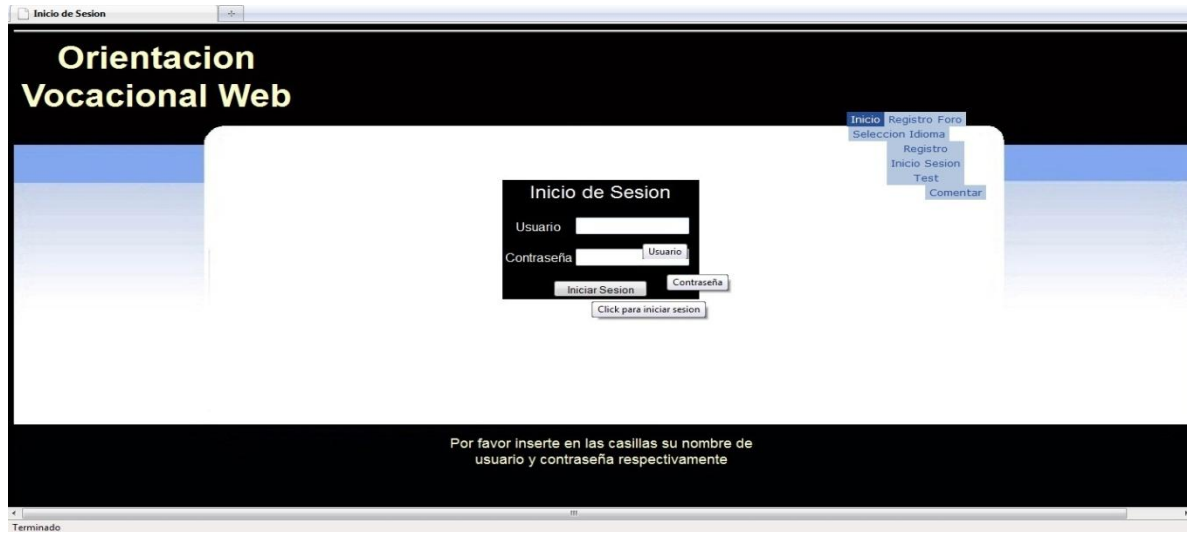 Inicio de Sesion
Orientacion
Vocacional Web
Inicio Registro Foro
Seleccion Idioma
Registro
Inicio Sesion
Test
Comentar
Inicio de Sesion
Usuario
Usuario
Contraseña
Contraseña
Iniciar Sesion
Click para iniciar sesion
Por favor inserte en las casillas su nombre de
usuario y contraseña respectivamente
Terminado